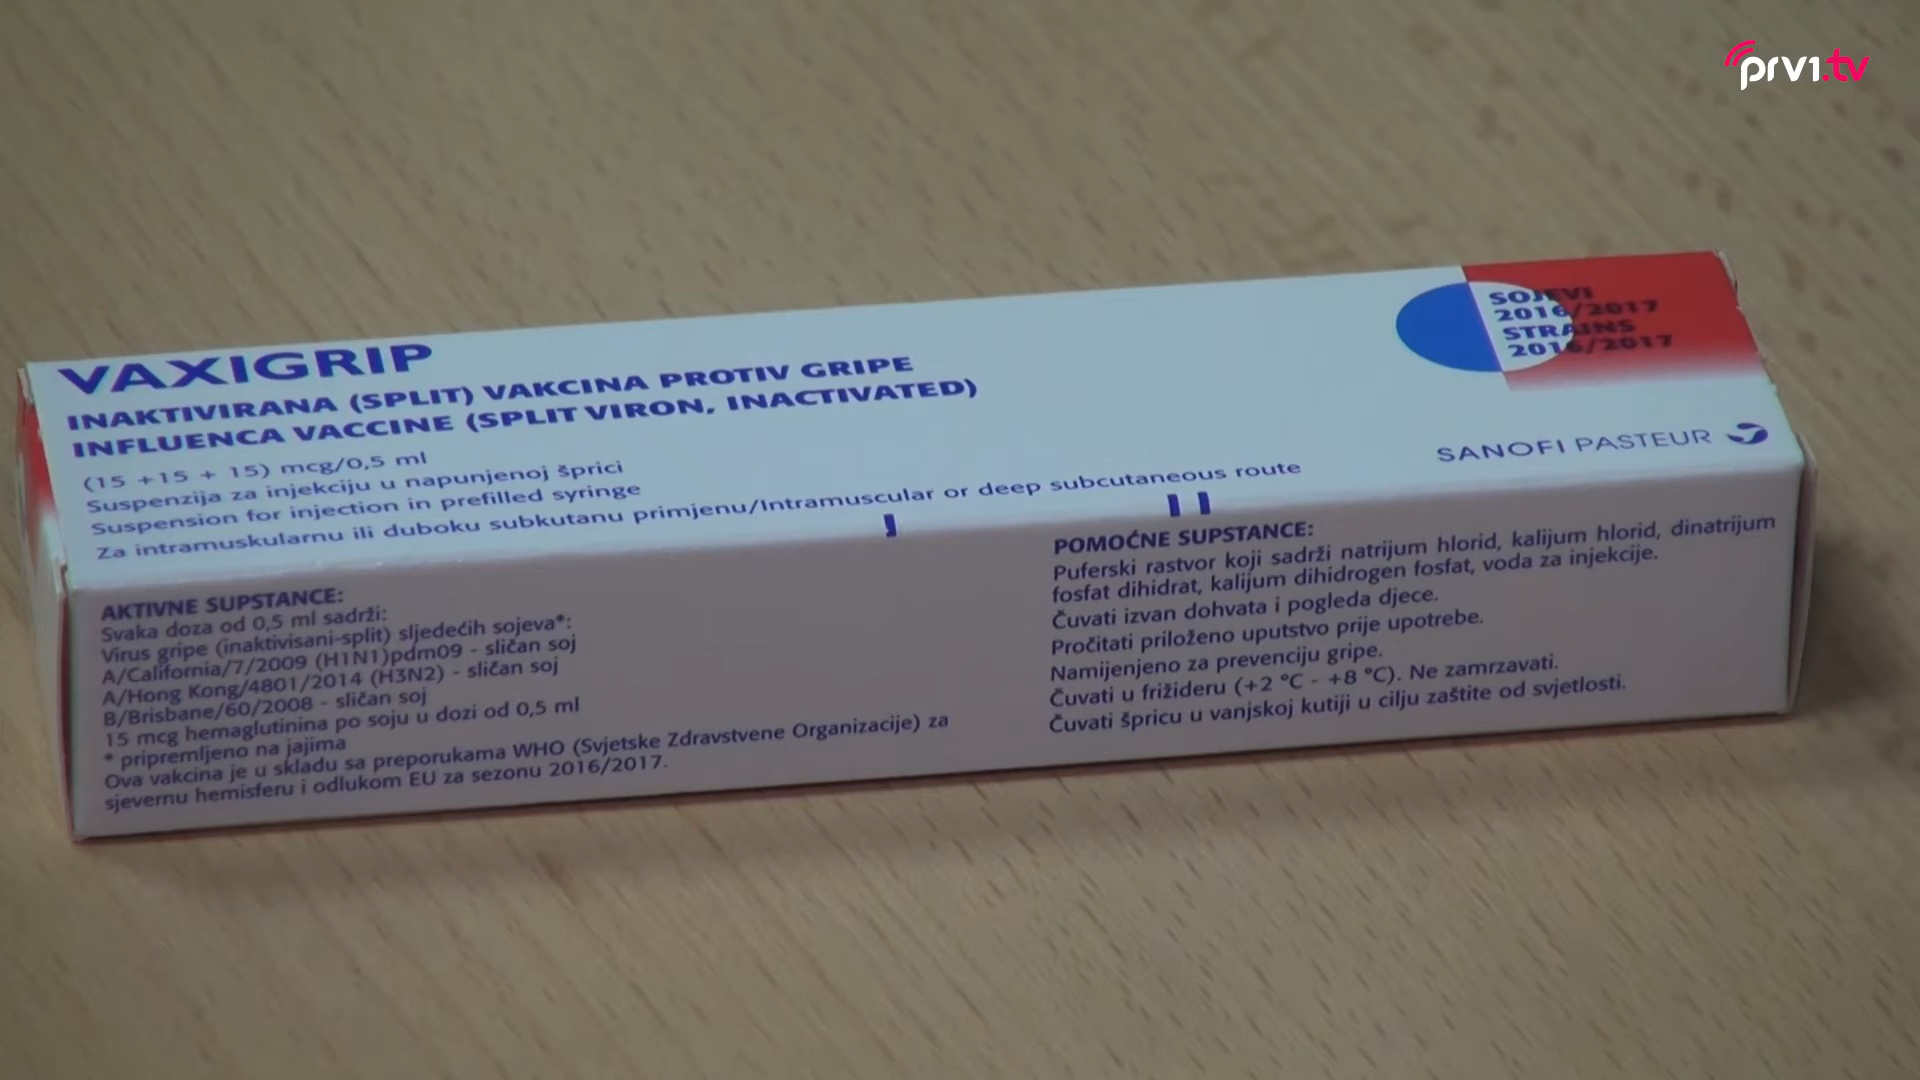 prv1.tv
VAXIGRIP
INAKTIVIRANA (SPLIT) VAKCINA PROTIV GRIPE
INFLUENCA VACCINE (SPLIT VIRON, INACTIVATED)
(15 +15 + 15) mcg/0,5 ml
Suspenzija za injekciju u napunjenoj šprici
Suspension for injection in prefilled syringe
Za intramuskularnu ili duboku subkutanu primjenu/Intramuscular or deep subcutaneous route
SOJEVI
2016/2017
STRAINS
2016/2017
SANOFI PASTEUR
AKTIVNE SUPSTANCE:
Svaka doza od 0,5 ml sadrži:
Virus gripe (inaktivisani-split) sljedećih sojeva*:
A/California/7/2009 (H1N1)pdm09 - sličan soj
A/Hong Kong/4801/2014 (H3N2) - sličan soj
B/Brisbane/60/2008 - sličan soj
15 mcg hemaglutinina po soju u dozi od 0,5 ml
* pripremljeno na jajima
Ova vakcina je u skladu sa preporukama WHO (Svjetske Zdravstvene Organizacije) za
sjevernu hemisferu i odlukom EU za sezonu 2016/2017.
POMOĆNE SUPSTANCE:
Puferski rastvor koji sadrži natrijum hlorid, kalijum hlorid, dinatrijum
fosfat dihidrat, kalijum dihidrogen fosfat, voda za injekcije.
Čuvati izvan dohvata i pogleda djece.
Pročitati priloženo uputstvo prije upotrebe.
Namijenjeno za prevenciju gripe.
Čuvati u frižideru (+2 °C - +8 °C). Ne zamrzavati.
Čuvati špricu u vanjskoj kutiji u cilju zaštite od svjetlosti.